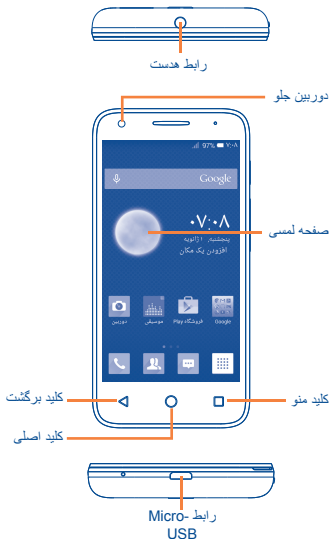 رابط هدست
دوربین جلو
97% ۷:۰۸
Google
۰۷:۰۸
صفحه لمسی
پنجشنبه, ۱ ژانویه
افزودن یک مکان
دوربین
موسیقی
فروشگاه Play
Google
کلید برگشت
کلید منو
کلید اصلی
رابط Micro-
USB